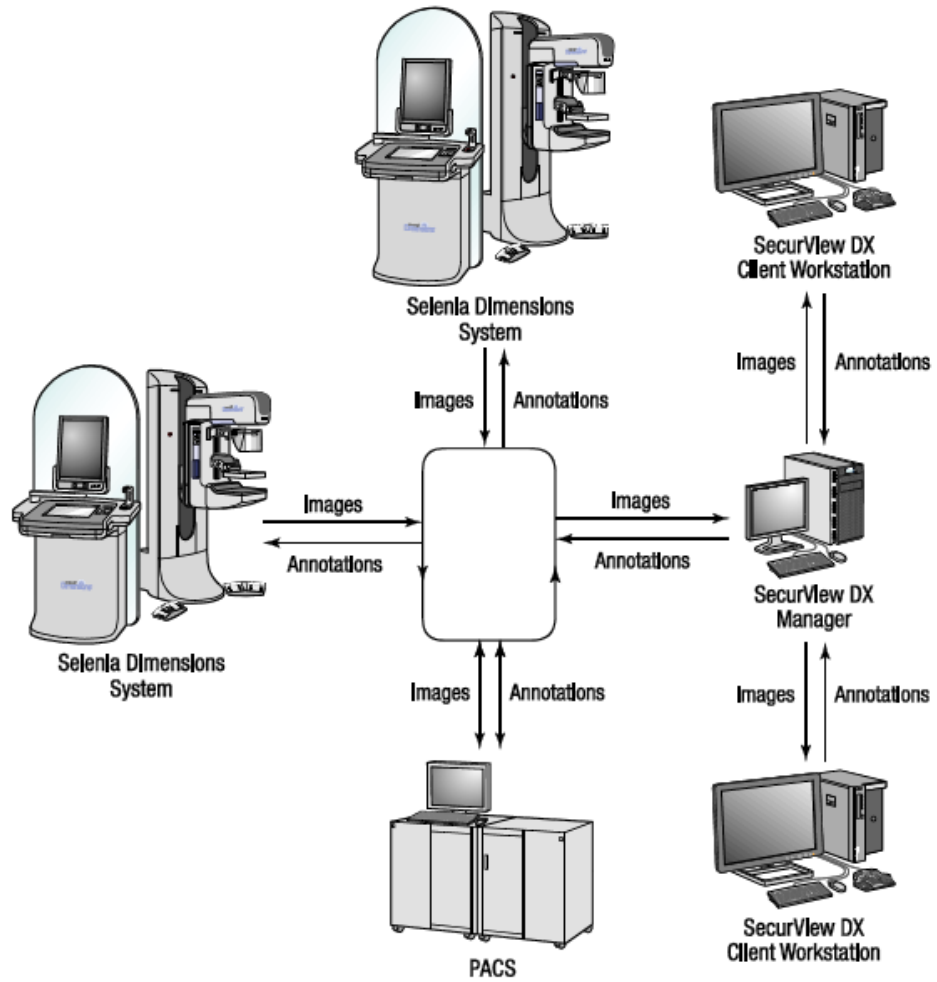 Selenia Dimensions
System
SecurView DX
Client Workstation
Images
Annotations
Images
Annotations
Images
Annotations
Images
Annotations
Selenia Dimensions
System
SecurView DX
Manager
Images
Annotations
Images
Annotations
PACS
SecurView DX
Client Workstation